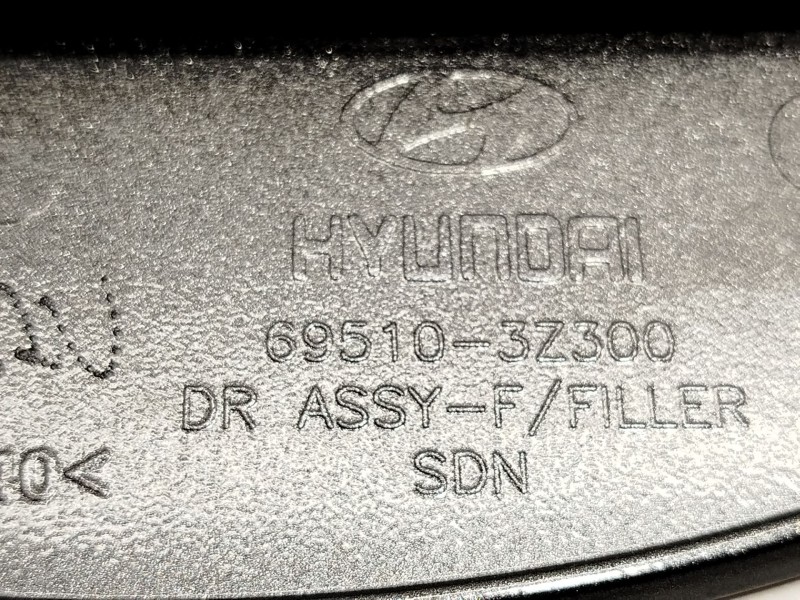 HYUNDAI
69510-3Z300
DR ASSY-F/FILLER
SDN